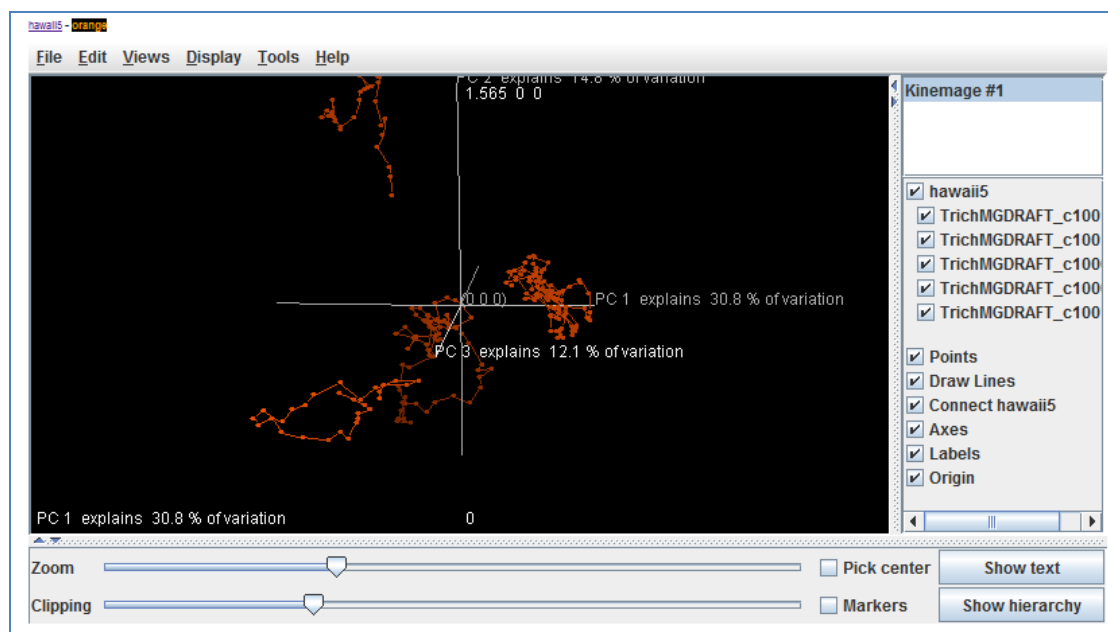 hawaii5 - orange
File Edit Views Display Tools Help
PC 2 explains 14.8 % of variation
1.565 0 0
(0 0 0)
PC 1 explains 30.8 % of variation
PC 3 explains 12.1 % of variation
PC 1 explains 30.8 % of variation
0
Kinemage #1
hawaii5
TrichMGDRAFT_c100
TrichMGDRAFT_c100
TrichMGDRAFT_c100
TrichMGDRAFT_c100
TrichMGDRAFT_c100
Points
Draw Lines
Connect hawaii5
Axes
Labels
Origin
Zoom
Pick center
Show text
Clipping
Markers
Show hierarchy